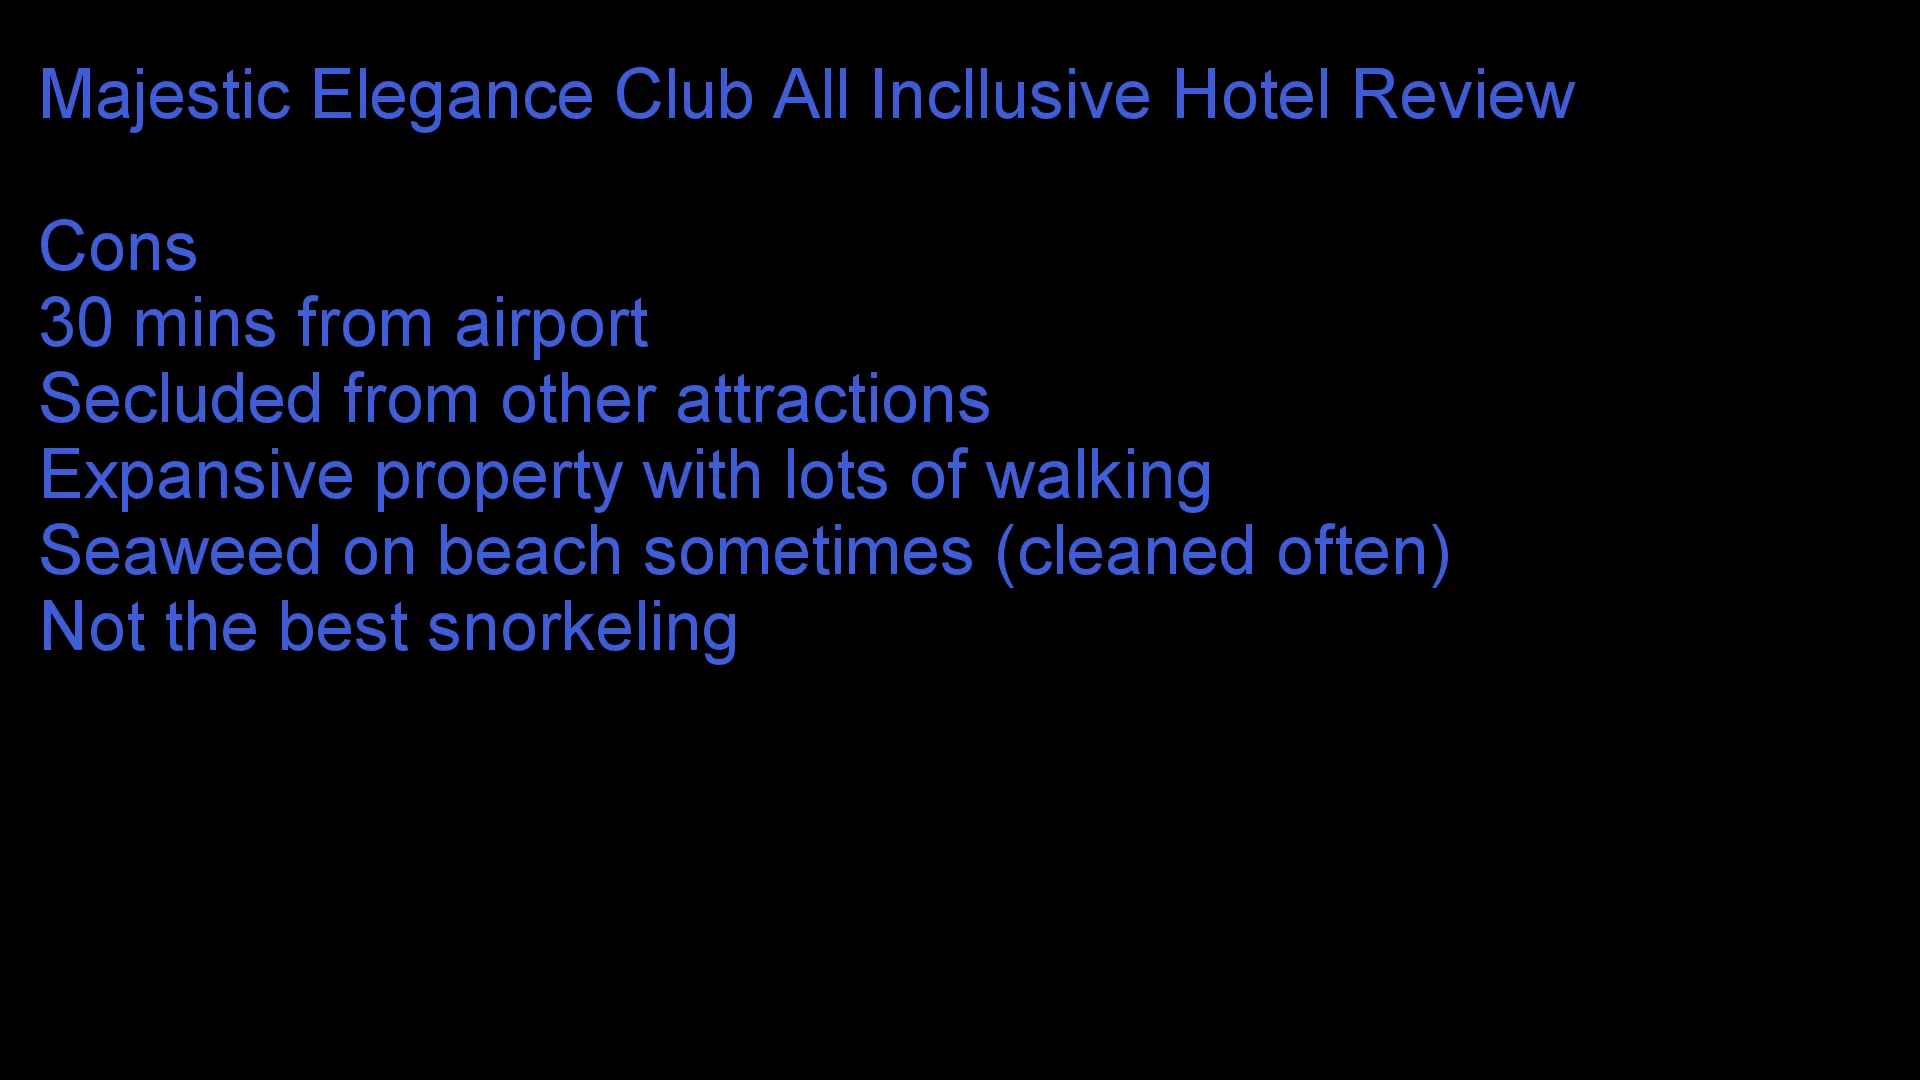 Majestic Elegance Club All Incllusive Hotel Review
Cons
30 mins from airport
Secluded from other attractions
Expansive property with lots of walking
Seaweed on beach sometimes (cleaned often)
Not the best snorkeling